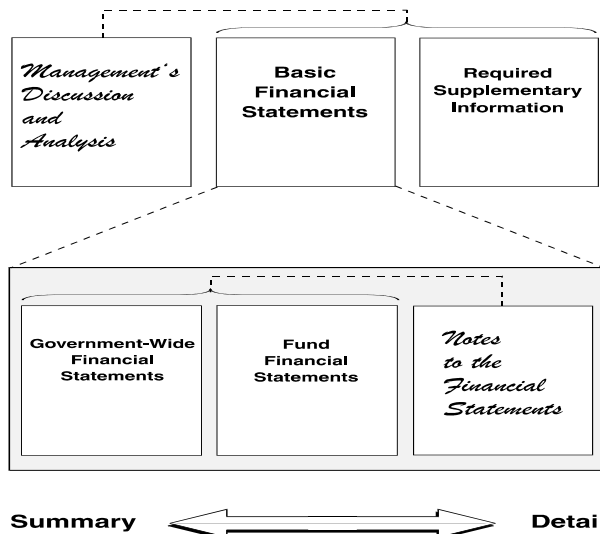 Management's
Discussion
and
Analysis
Basic
Financial
Statements
Required
Supplementary
Information
Government-Wide
Financial
Statements
Fund
Financial
Statements
Notes
to the
Financial
Statements
Summary
Detai